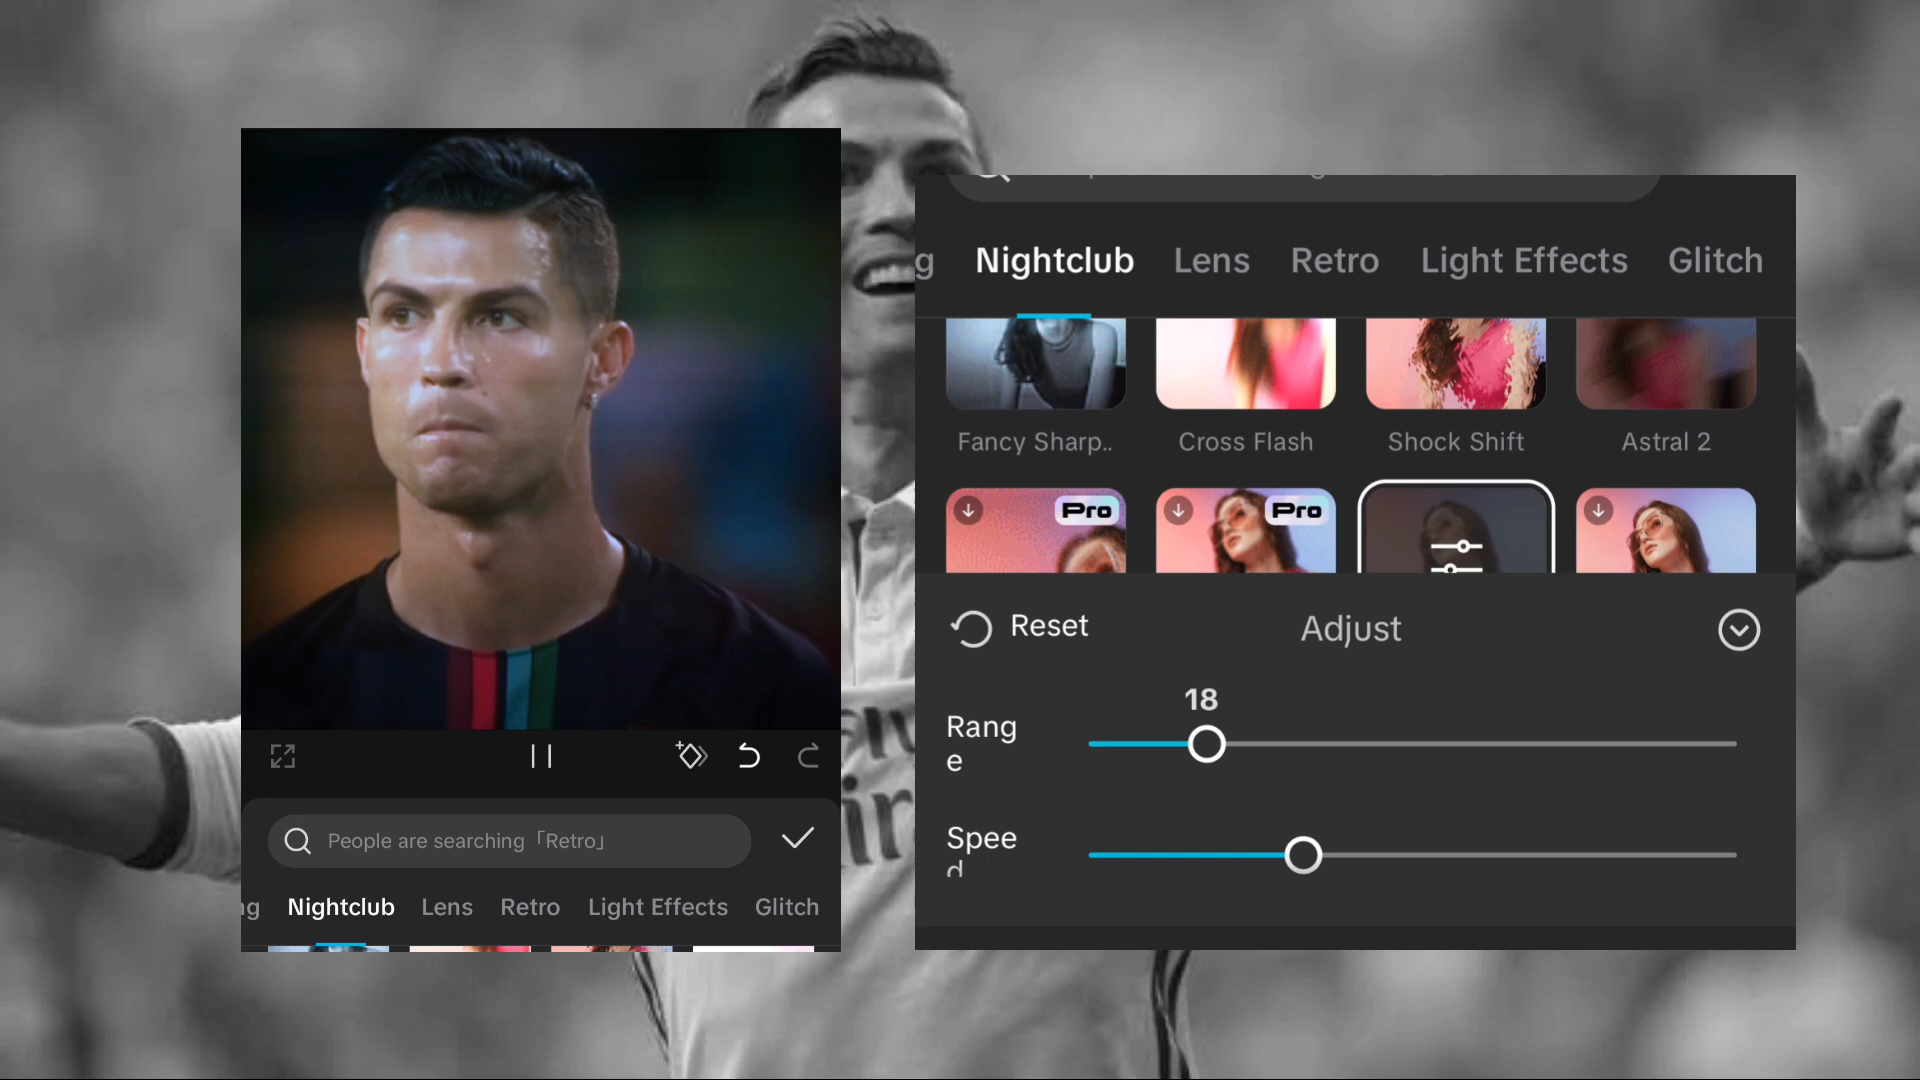 People are searching「Retro」
Nightclub Lens Retro Light Effects Glitch
g Nightclub Lens Retro Light Effects Glitch
Fancy Sharp.. Cross Flash Shock Shift Astral 2
Pro Pro
Reset Adjust
18
Rang
e
Spee
d